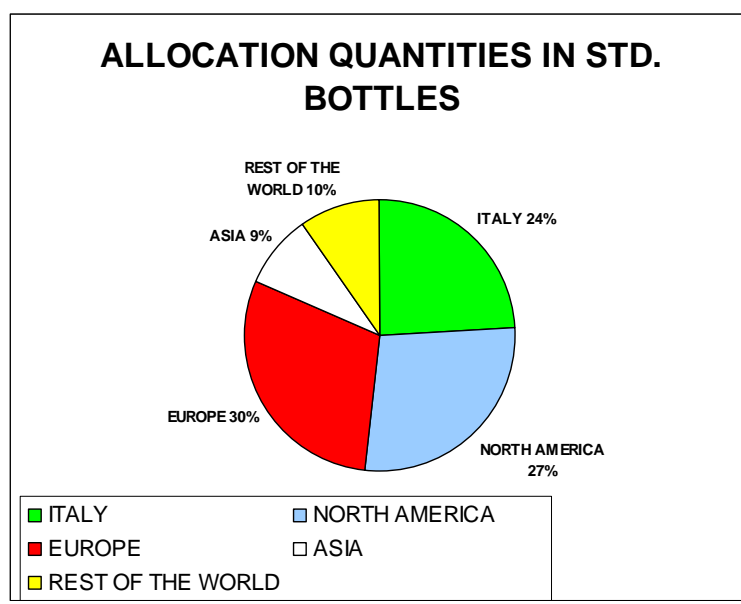 ALLOCATION QUANTITIES IN STD.
BOTTLES
REST OF THE
WORLD 10%
ITALY 24%
ASIA 9%
EUROPE 30%
NORTH AMERICA
27%
ITALY
NORTH AMERICA
EUROPE
ASIA
REST OF THE WORLD